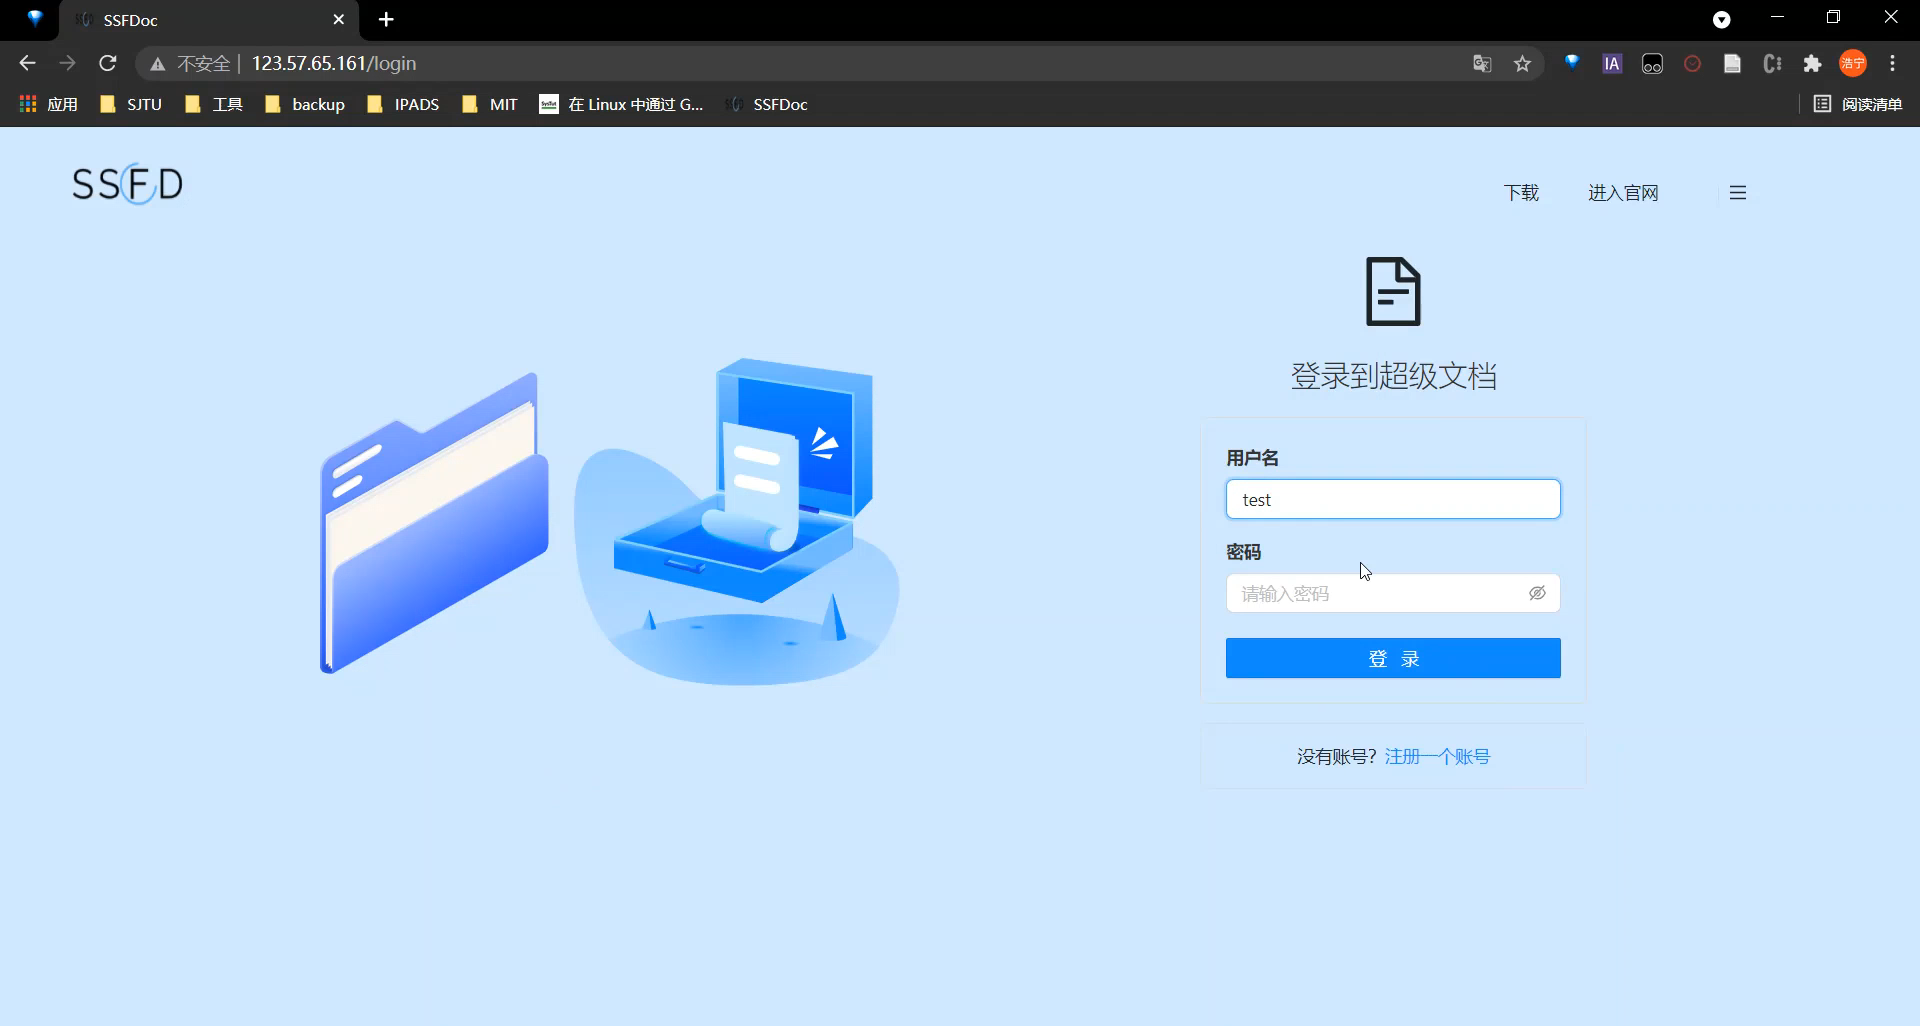 SSFDoc
不安全 | 123.57.65.161/login
IA
浩宁
应用
SJTU
工具
backup
IPADS
MIT
在 Linux 中通过 G...
SSFDoc
阅读清单
SSFD
下载
进入官网
登录到超级文档
用户名
test
密码
请输入密码
登 录
没有账号? 注册一个账号